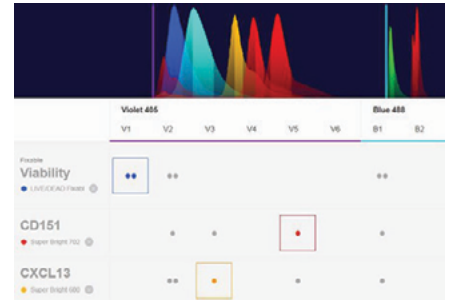 Violet 405 Blue 488
V1 V2 V3 V4 V5 V6 B1 B2
Fixable
Viability
LIVE/DEAD Fixable
CD151
Super Bright 702
CXCL13
Super Bright 600